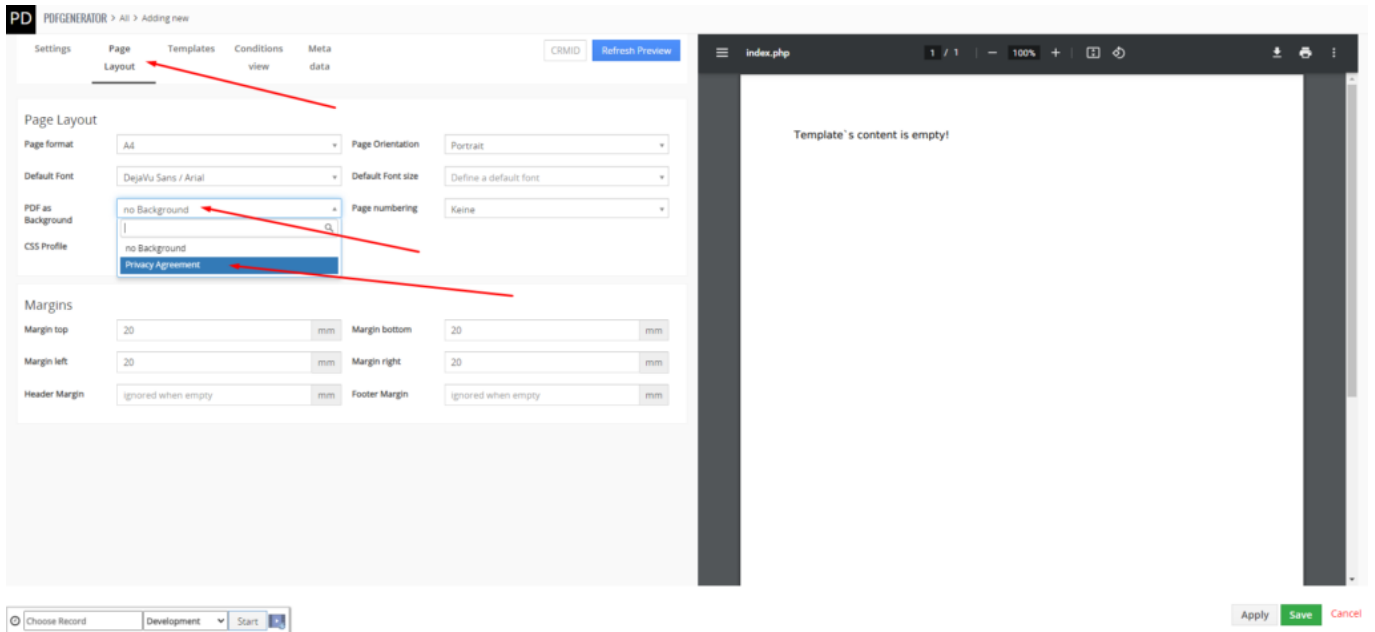 PD PDFGENERATOR > All > Adding new
Settings Page Layout Templates Conditions view Meta data CRMID Refresh Preview
index.php 1 / 1 − 100% +
Page Layout
Page format A4 Page Orientation Portrait
Default Font DejaVu Sans / Arial Default Font size Define a default font
PDF as Background no Background Page numbering Keine
CSS Profile no Background
Privacy Agreement
Template`s content is empty!
Margins
Margin top 20 mm Margin bottom 20 mm
Margin left 20 mm Margin right 20 mm
Header Margin ignored when empty mm Footer Margin ignored when empty mm
Choose Record Development Start
Apply Save Cancel